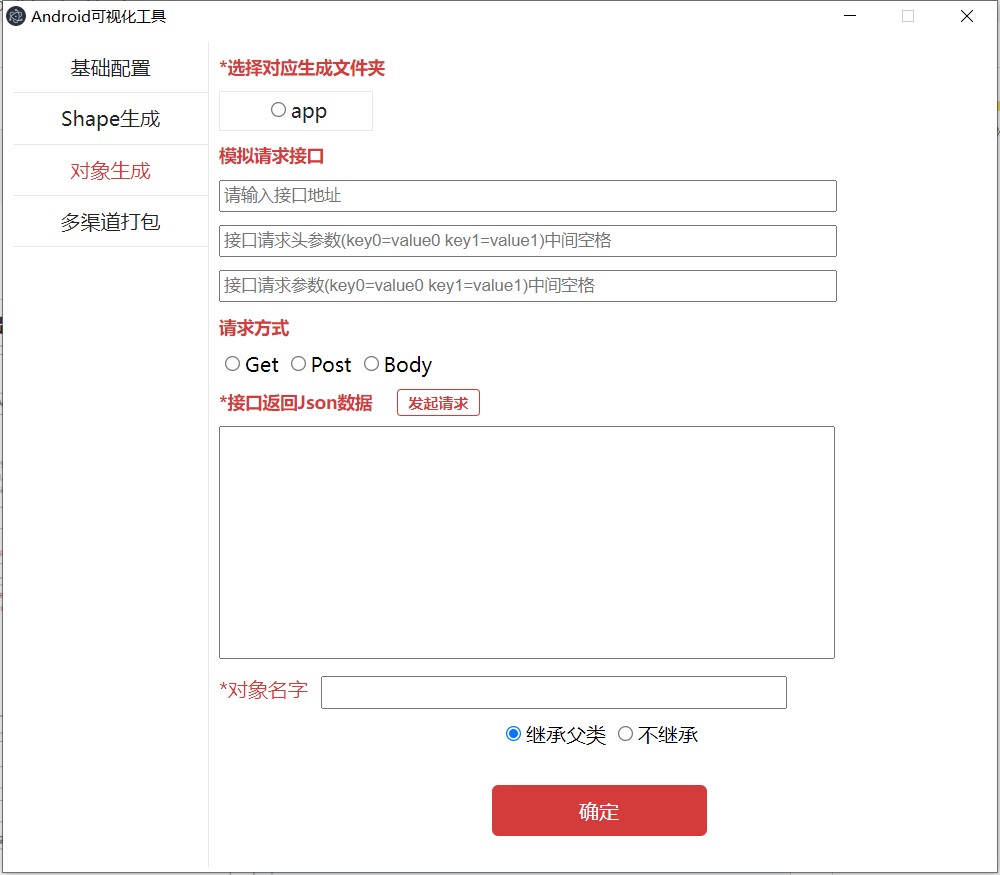 Android可视化工具
基础配置
Shape生成
对象生成
多渠道打包
*选择对应生成文件夹
app
模拟请求接口
请输入接口地址
接口请求头参数(key0=value0 key1=value1)中间空格
接口请求参数(key0=value0 key1=value1)中间空格
请求方式
Get Post Body
*接口返回Json数据 发起请求
*对象名字
继承父类 不继承
确定